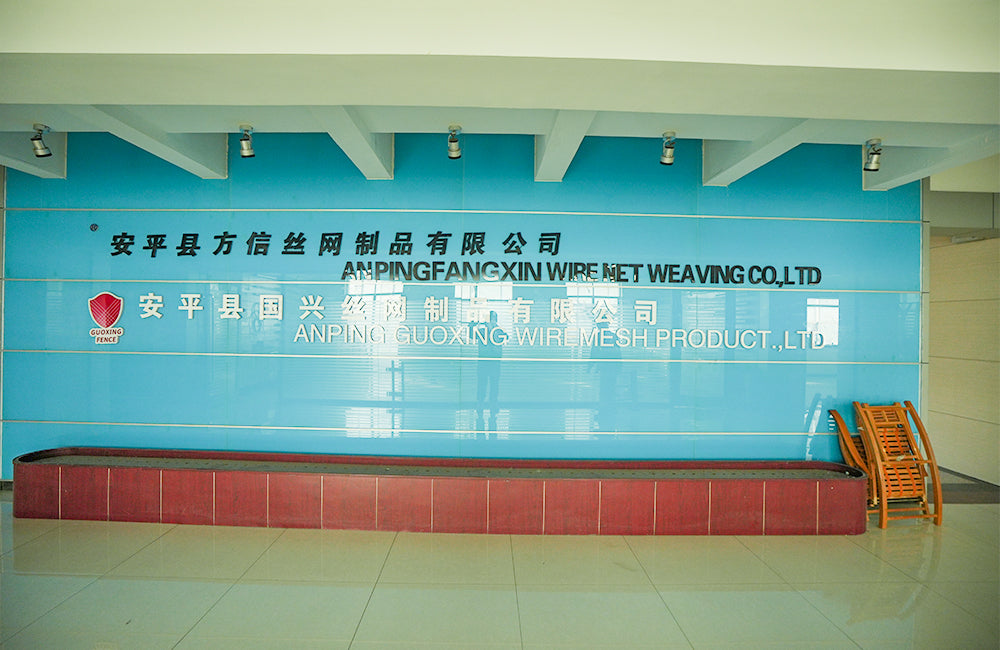 ®
安平县方信丝网制品有限公司
ANPINGFANGXIN WIRE NET WEAVING CO.,LTD
安平县国兴丝网制品有限公司
ANPING GUOXING WIRE MESH PRODUCT.,LTD
GUOXING
FENCE